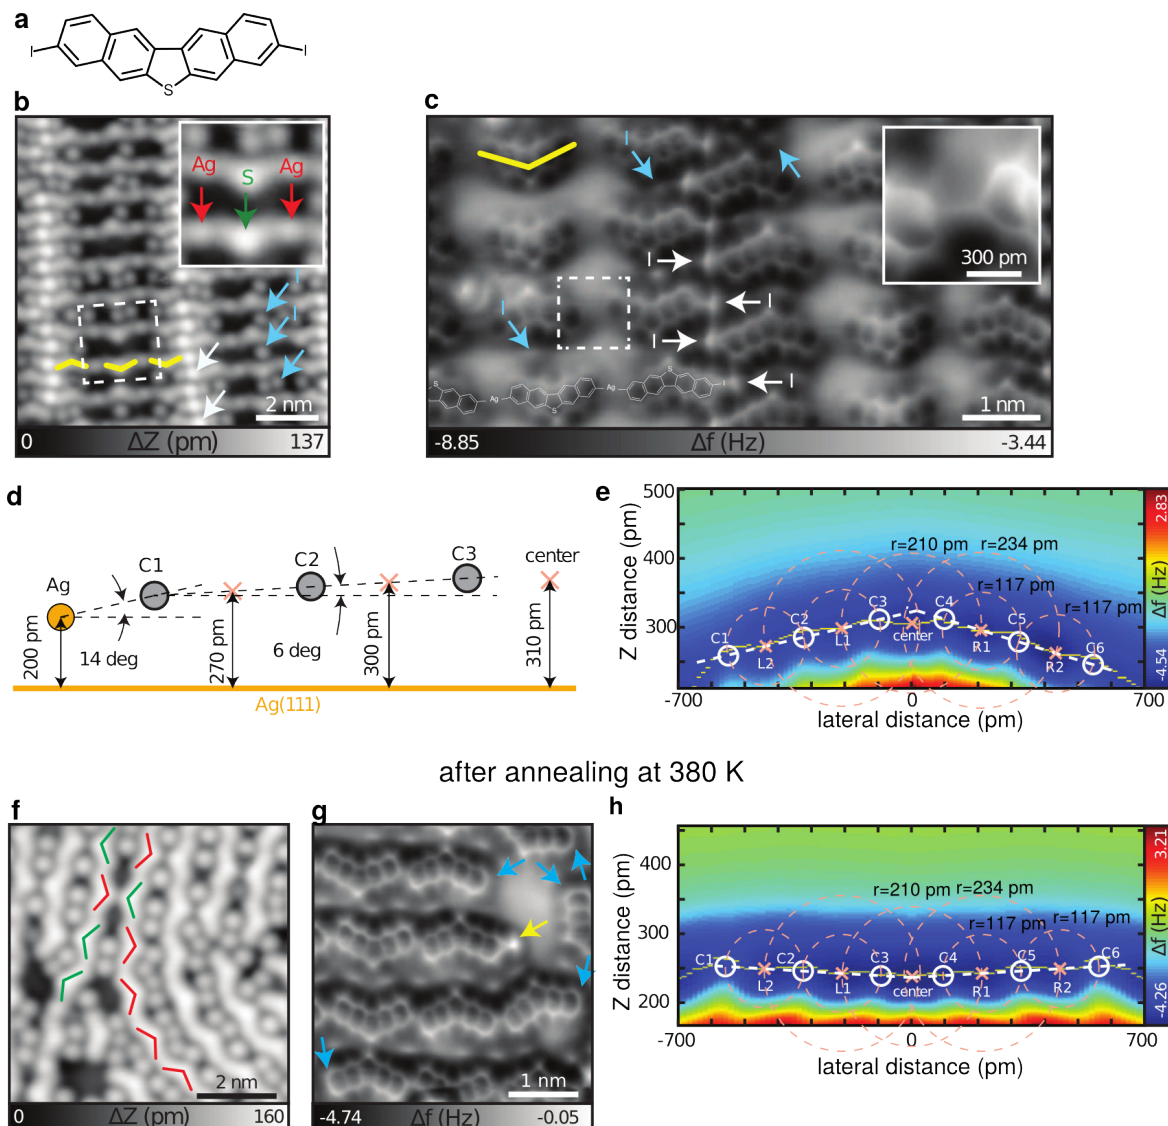 a
I
I
S
b
Ag
S
Ag
I
I
2 nm
0
ΔZ (pm)
137
c
I
I
I
I
I
I
300 pm
S
Ag
S
Ag
S
I
1 nm
-8.85
Δf (Hz)
-3.44
d
Ag
C1
C2
C3
center
200 pm
14 deg
270 pm
6 deg
300 pm
310 pm
Ag(111)
e
500
400
300
Z distance (pm)
r=210 pm
r=234 pm
r=117 pm
r=117 pm
C1
C2
C3
C4
C5
C6
L2
L1
center
R1
R2
-700
0
700
lateral distance (pm)
2.83
Δf (Hz)
-4.54
after annealing at 380 K
f
2 nm
0
ΔZ (pm)
160
g
1 nm
-4.74
Δf (Hz)
-0.05
h
400
300
200
Z distance (pm)
r=210 pm
r=234 pm
r=117 pm
r=117 pm
C1
C2
C3
C4
C5
C6
L2
L1
center
R1
R2
-700
0
700
lateral distance (pm)
3.21
Δf (Hz)
-4.26